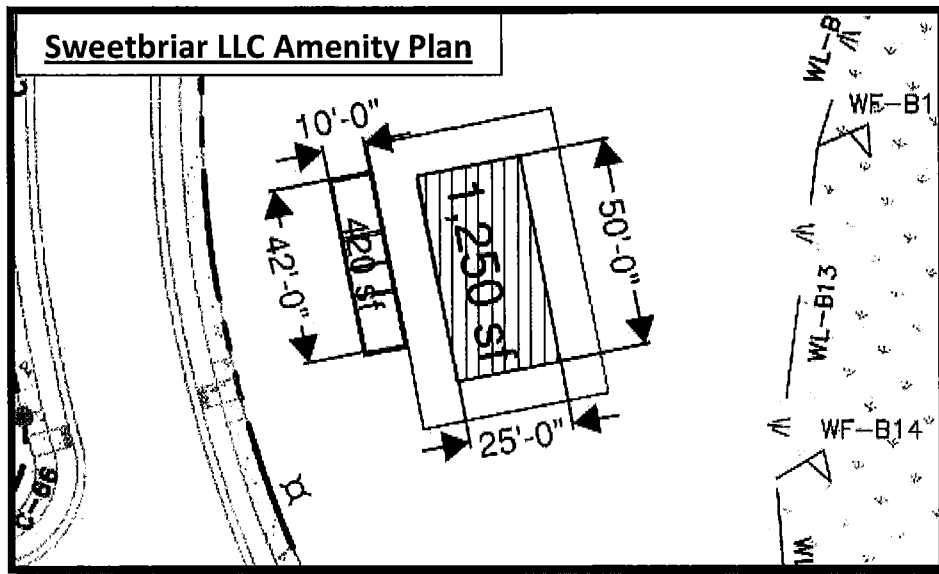 Sweetbriar LLC Amenity Plan
WL-B
WF-B1
10'-0"
42'-0"
420 sf
1,250 sf
50'-0"
25'-0"
WL-B13
WF-B14
C-66